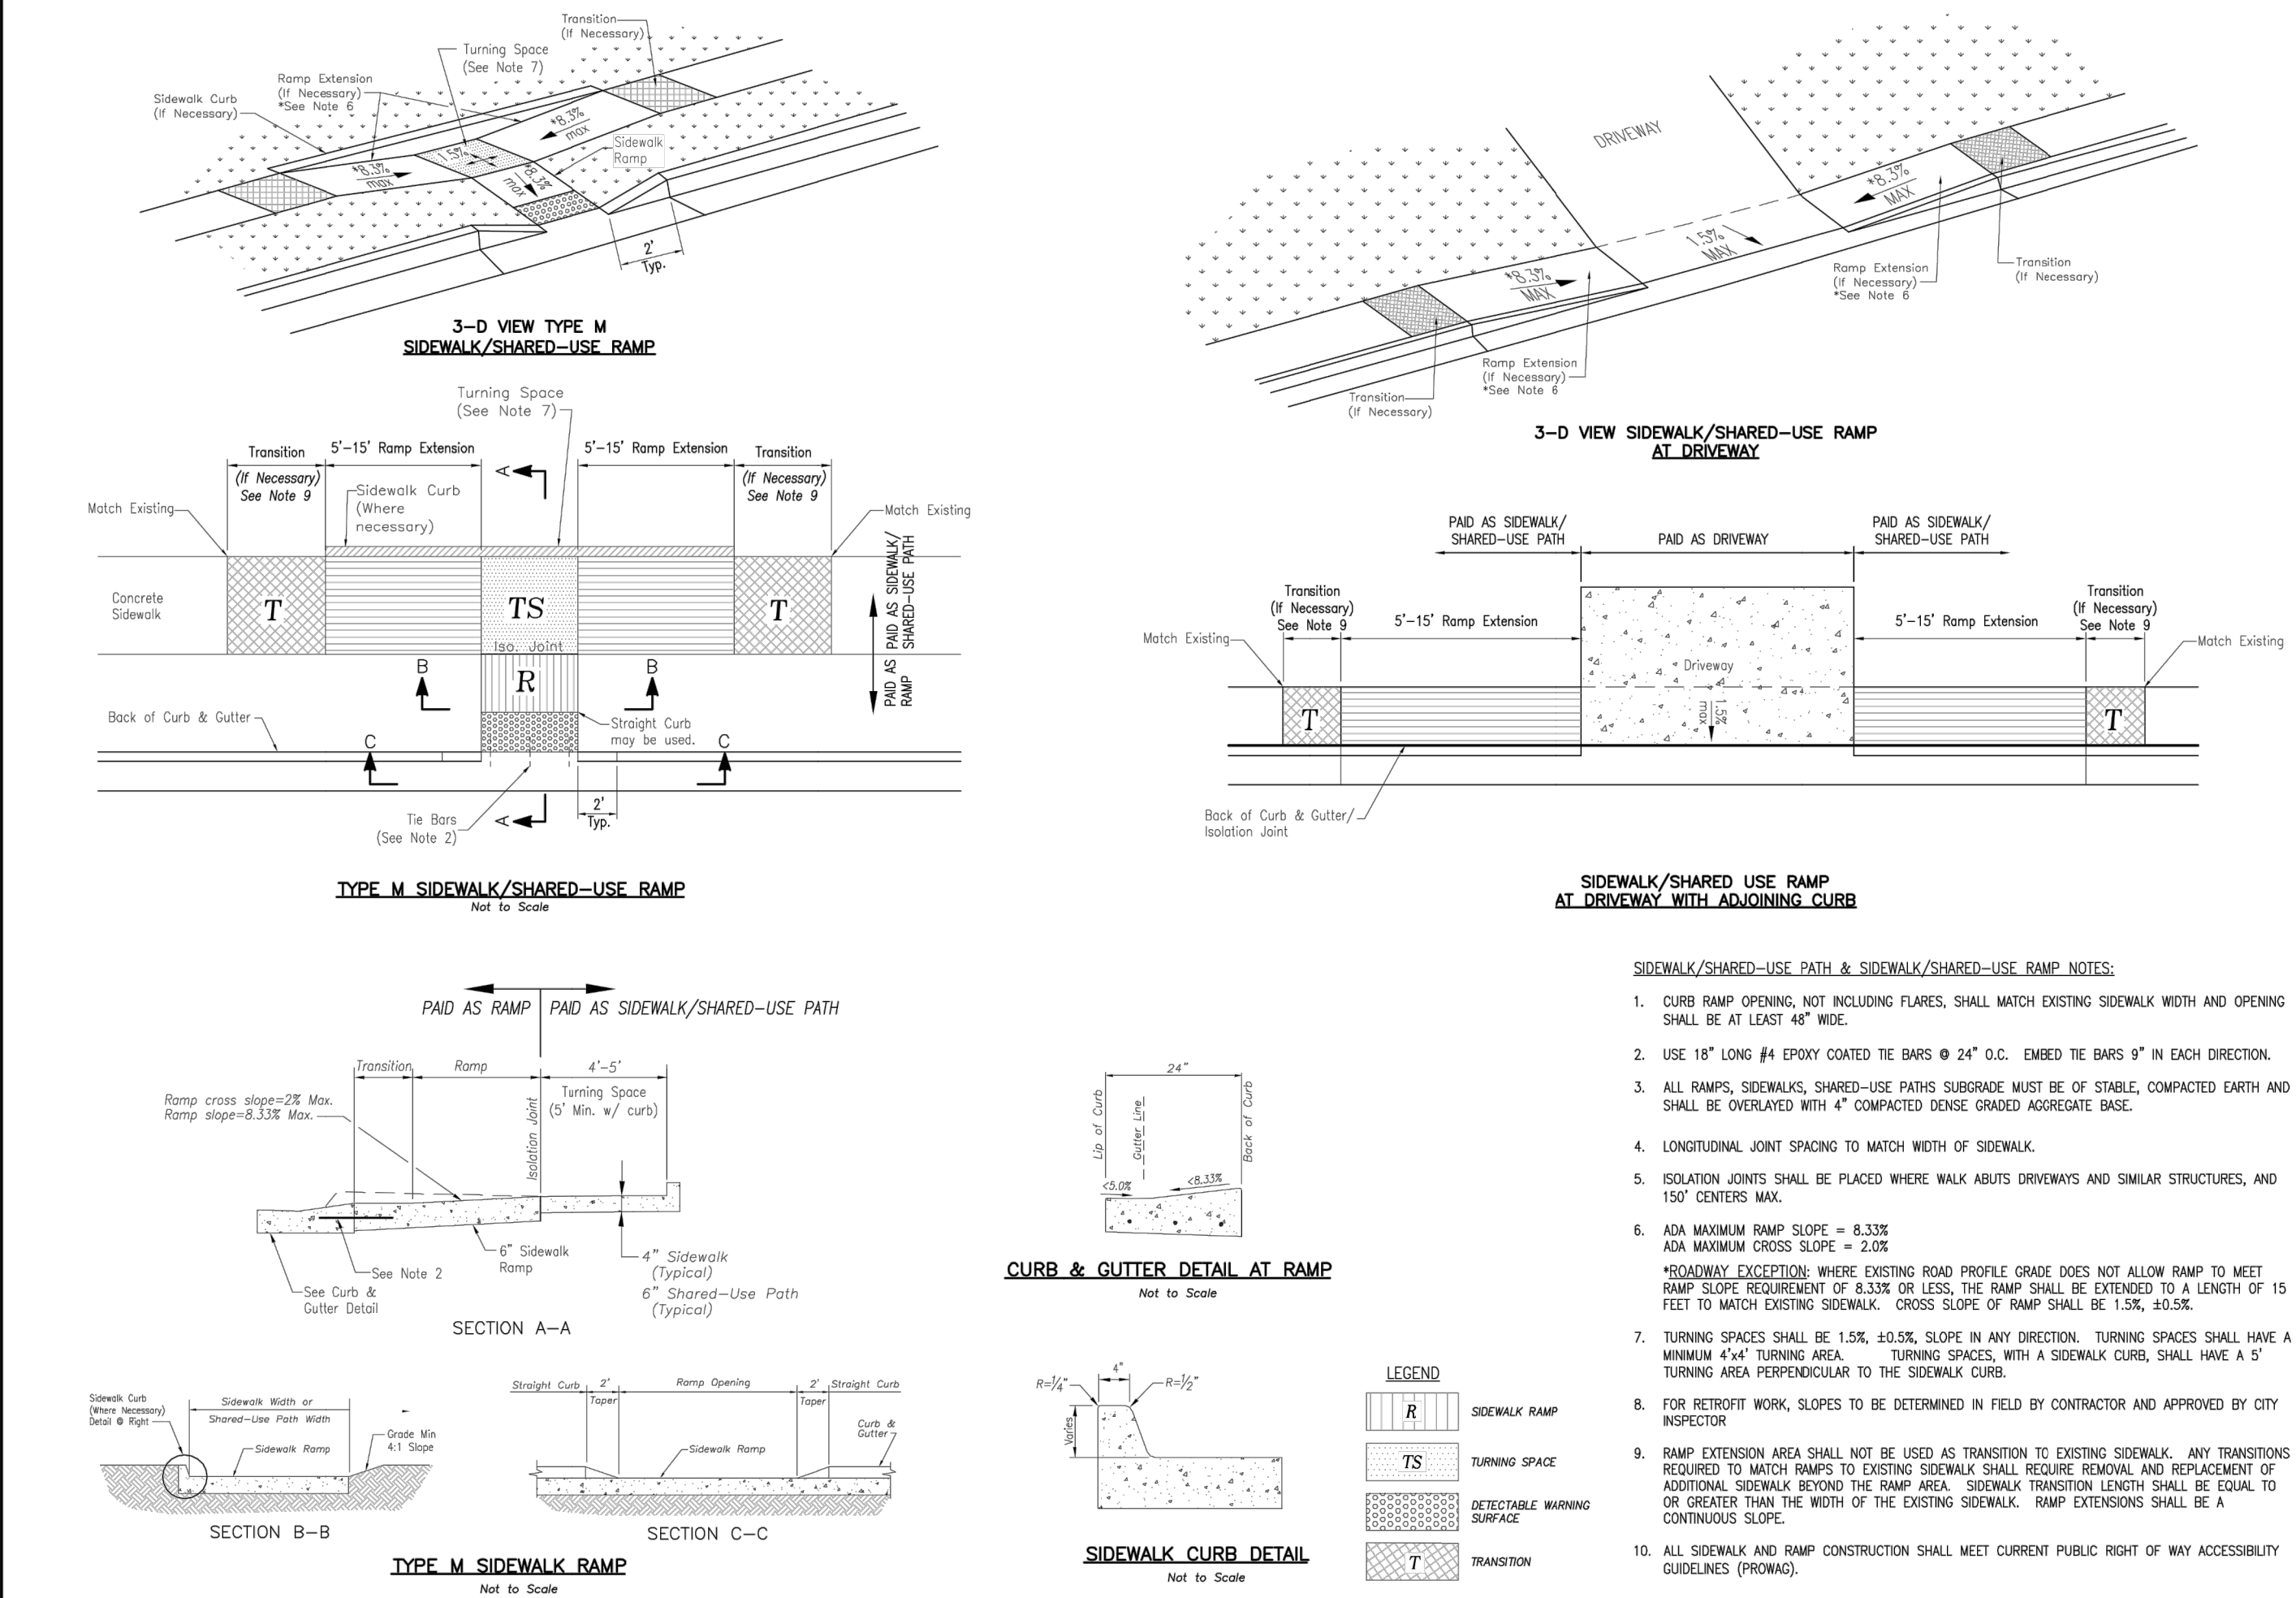 Transition
(If Necessary)
Turning Space
(See Note 7)
Ramp Extension
(If Necessary)
*See Note 6
Sidewalk Curb
(If Necessary)
*8.3%
max
Sidewalk
Ramp
1.5%
*8.3%
max
*8.3%
max
2'
Typ.
3-D VIEW TYPE M
SIDEWALK/SHARED-USE RAMP
DRIVEWAY
*8.3%
MAX
1.5%
MAX
*8.3%
MAX
Transition
(If Necessary)
Ramp Extension
(If Necessary)
*See Note 6
Ramp Extension
(If Necessary)
*See Note 6
Transition
(If Necessary)
3-D VIEW SIDEWALK/SHARED-USE RAMP
AT DRIVEWAY
Turning Space
(See Note 7)
Transition
(If Necessary)
See Note 9
5'-15' Ramp Extension
A
5'-15' Ramp Extension
Transition
(If Necessary)
See Note 9
Sidewalk Curb
(Where
necessary)
Match Existing
Match Existing
Concrete
Sidewalk
T
TS
T
Iso. Joint
PAID AS SIDEWALK/
SHARED-USE PATH
PAID AS
RAMP
B
R
B
Back of Curb & Gutter
Straight Curb
may be used.
C
C
Tie Bars
(See Note 2)
A
2'
Typ.
TYPE M SIDEWALK/SHARED-USE RAMP
Not to Scale
PAID AS SIDEWALK/
SHARED-USE PATH
PAID AS DRIVEWAY
PAID AS SIDEWALK/
SHARED-USE PATH
Transition
(If Necessary)
See Note 9
5'-15' Ramp Extension
5'-15' Ramp Extension
Transition
(If Necessary)
See Note 9
Match Existing
Match Existing
Driveway
T
1.5%
max
T
Back of Curb & Gutter/
Isolation Joint
SIDEWALK/SHARED USE RAMP
AT DRIVEWAY WITH ADJOINING CURB
PAID AS RAMP
PAID AS SIDEWALK/SHARED-USE PATH
Transition
Ramp
4'-5'
Turning Space
(5' Min. w/ curb)
Ramp cross slope=2% Max.
Ramp slope=8.33% Max.
Isolation Joint
See Note 2
6" Sidewalk
Ramp
See Curb &
Gutter Detail
4" Sidewalk
(Typical)
6" Shared-Use Path
(Typical)
SECTION A-A
Sidewalk Curb
(Where Necessary)
Detail @ Right
Sidewalk Width or
Shared-Use Path Width
Sidewalk Ramp
Grade Min
4:1 Slope
SECTION B-B
Straight Curb
2'
Taper
Ramp Opening
2'
Taper
Straight Curb
Curb &
Gutter
Sidewalk Ramp
SECTION C-C
TYPE M SIDEWALK RAMP
Not to Scale
24"
Lip of Curb
Gutter Line
Back of Curb
<5.0%
<8.33%
CURB & GUTTER DETAIL AT RAMP
Not to Scale
4"
R=1/4"
R=1/2"
Varies
SIDEWALK CURB DETAIL
Not to Scale
LEGEND
R
SIDEWALK RAMP
TS
TURNING SPACE
DETECTABLE WARNING
SURFACE
T
TRANSITION
SIDEWALK/SHARED-USE PATH & SIDEWALK/SHARED-USE RAMP NOTES:
1. CURB RAMP OPENING, NOT INCLUDING FLARES, SHALL MATCH EXISTING SIDEWALK WIDTH AND OPENING
SHALL BE AT LEAST 48" WIDE.
2. USE 18" LONG #4 EPOXY COATED TIE BARS @ 24" O.C. EMBED TIE BARS 9" IN EACH DIRECTION.
3. ALL RAMPS, SIDEWALKS, SHARED-USE PATHS SUBGRADE MUST BE OF STABLE, COMPACTED EARTH AND
SHALL BE OVERLAYED WITH 4" COMPACTED DENSE GRADED AGGREGATE BASE.
4. LONGITUDINAL JOINT SPACING TO MATCH WIDTH OF SIDEWALK.
5. ISOLATION JOINTS SHALL BE PLACED WHERE WALK ABUTS DRIVEWAYS AND SIMILAR STRUCTURES, AND
150' CENTERS MAX.
6. ADA MAXIMUM RAMP SLOPE = 8.33%
ADA MAXIMUM CROSS SLOPE = 2.0%
*ROADWAY EXCEPTION: WHERE EXISTING ROAD PROFILE GRADE DOES NOT ALLOW RAMP TO MEET
RAMP SLOPE REQUIREMENT OF 8.33% OR LESS, THE RAMP SHALL BE EXTENDED TO A LENGTH OF 15
FEET TO MATCH EXISTING SIDEWALK. CROSS SLOPE OF RAMP SHALL BE 1.5%, ±0.5%.
7. TURNING SPACES SHALL BE 1.5%, ±0.5%, SLOPE IN ANY DIRECTION. TURNING SPACES SHALL HAVE A
MINIMUM 4'x4' TURNING AREA. TURNING SPACES, WITH A SIDEWALK CURB, SHALL HAVE A 5'
TURNING AREA PERPENDICULAR TO THE SIDEWALK CURB.
8. FOR RETROFIT WORK, SLOPES TO BE DETERMINED IN FIELD BY CONTRACTOR AND APPROVED BY CITY
INSPECTOR
9. RAMP EXTENSION AREA SHALL NOT BE USED AS TRANSITION TO EXISTING SIDEWALK. ANY TRANSITIONS
REQUIRED TO MATCH RAMPS TO EXISTING SIDEWALK SHALL REQUIRE REMOVAL AND REPLACEMENT OF
ADDITIONAL SIDEWALK BEYOND THE RAMP AREA. SIDEWALK TRANSITION LENGTH SHALL BE EQUAL TO
OR GREATER THAN THE WIDTH OF THE EXISTING SIDEWALK. RAMP EXTENSIONS SHALL BE A
CONTINUOUS SLOPE.
10. ALL SIDEWALK AND RAMP CONSTRUCTION SHALL MEET CURRENT PUBLIC RIGHT OF WAY ACCESSIBILITY
GUIDELINES (PROWAG).